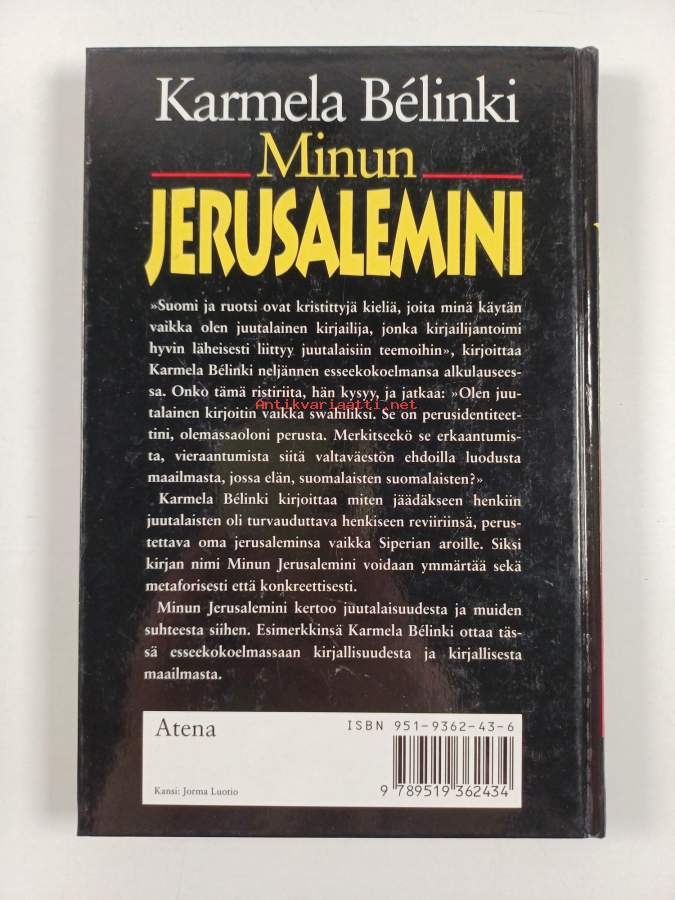 Karmela Bélinki
Minun
JERUSALEMINI
»Suomi ja ruotsi ovat kristittyjä kieliä, joita minä käytän
vaikka olen juutalainen kirjailija, jonka kirjailijantoimi
hyvin läheisesti liittyy juutalaisiin teemoihin», kirjoittaa
Karmela Bélinki neljännen esseekokoelmansa alkulausees-
sa. Onko tämä ristiriita, hän kysyy, ja jatkaa: »Olen juu-
Antikvariaatti.net
talainen kirjoitin vaikka swahiliksi. Se on perusidentiteet-
tini, olemassaoloni perusta. Merkitseekö se erkaantumis-
ta, vieraantumista siitä valtaväestön ehdoilla luodusta
maailmasta, jossa elän, suomalaisten suomalaisten?»
Karmela Bélinki kirjoittaa miten jäädäkseen henkiin
juutalaisten oli turvauduttava henkiseen reviiriinsä, perus-
tettava oma jerusaleminsa vaikka Siperian aroille. Siksi
kirjan nimi Minun Jerusalemini voidaan ymmärtää sekä
metaforisesti että konkreettisesti.
Minun Jerusalemini kertoo juutalaisuudesta ja muiden
suhteesta siihen. Esimerkkinsä Karmela Bélinki ottaa täs-
sä esseekokoelmassaan kirjallisuudesta ja kirjallisesta
maailmasta.
Atena
ISBN 951-9362-43-6
Kansi: Jorma Luotio
9 789519 362434